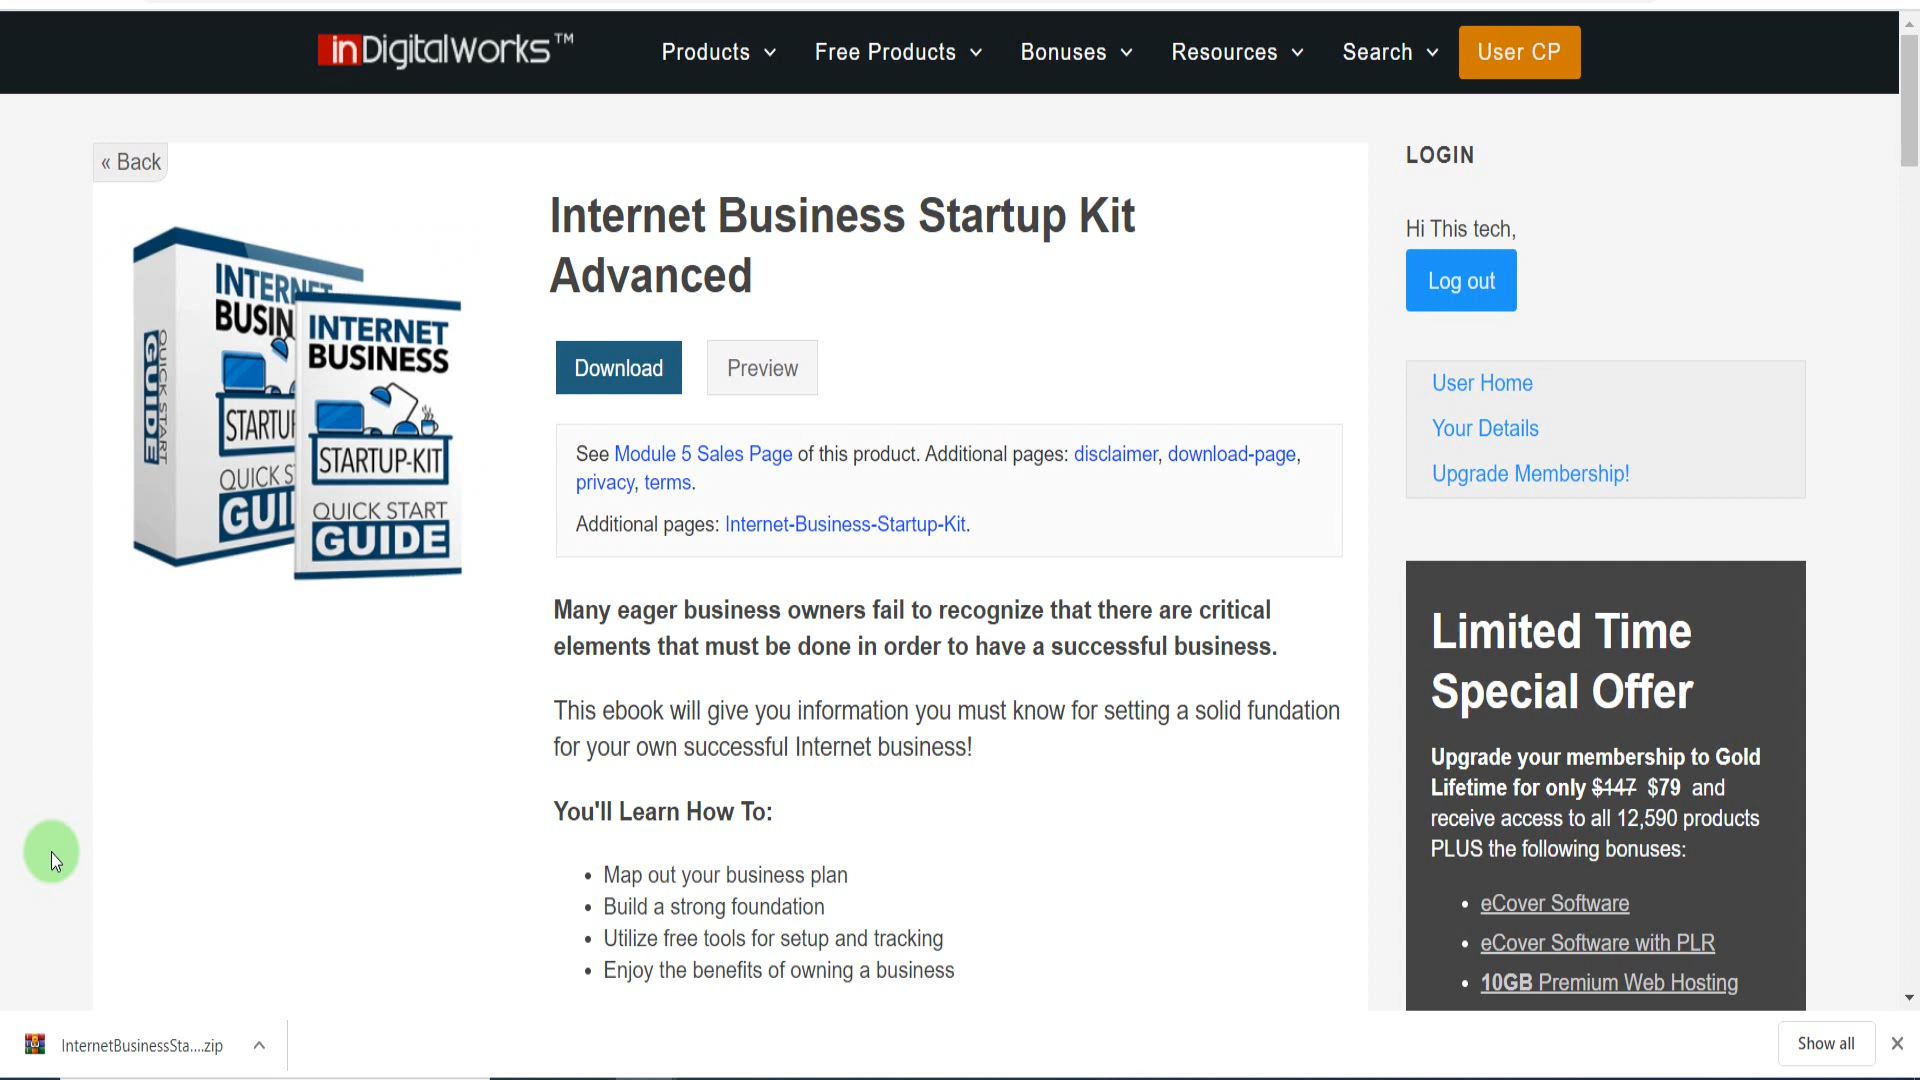 inDigitalWorks™
Products
Free Products
Bonuses
Resources
Search
User CP
« Back
INTERNET
BUSINESS
STARTUP-KIT
QUICK START
GUIDE
QUICK START
GUIDE
Internet Business Startup Kit
Advanced
Download
Preview
See Module 5 Sales Page of this product. Additional pages: disclaimer, download-page,
privacy, terms.
Additional pages: Internet-Business-Startup-Kit.
Many eager business owners fail to recognize that there are critical
elements that must be done in order to have a successful business.
This ebook will give you information you must know for setting a solid fundation
for your own successful Internet business!
You'll Learn How To:
• Map out your business plan
• Build a strong foundation
• Utilize free tools for setup and tracking
• Enjoy the benefits of owning a business
LOGIN
Hi This tech,
Log out
User Home
Your Details
Upgrade Membership!
Limited Time
Special Offer
Upgrade your membership to Gold
Lifetime for only $147 $79 and
receive access to all 12,590 products
PLUS the following bonuses:
• eCover Software
• eCover Software with PLR
• 10GB Premium Web Hosting
InternetBusinessSta....zip
Show all